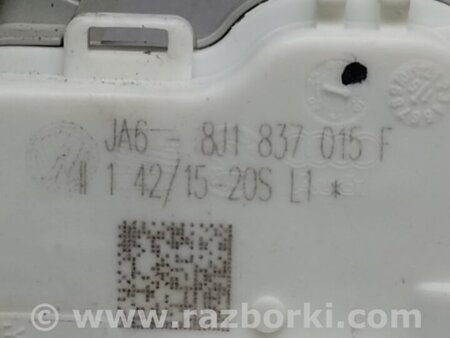 JA6 - 8J1 837 015 F
1 42/15-20S L1 *
© www.razborki.com